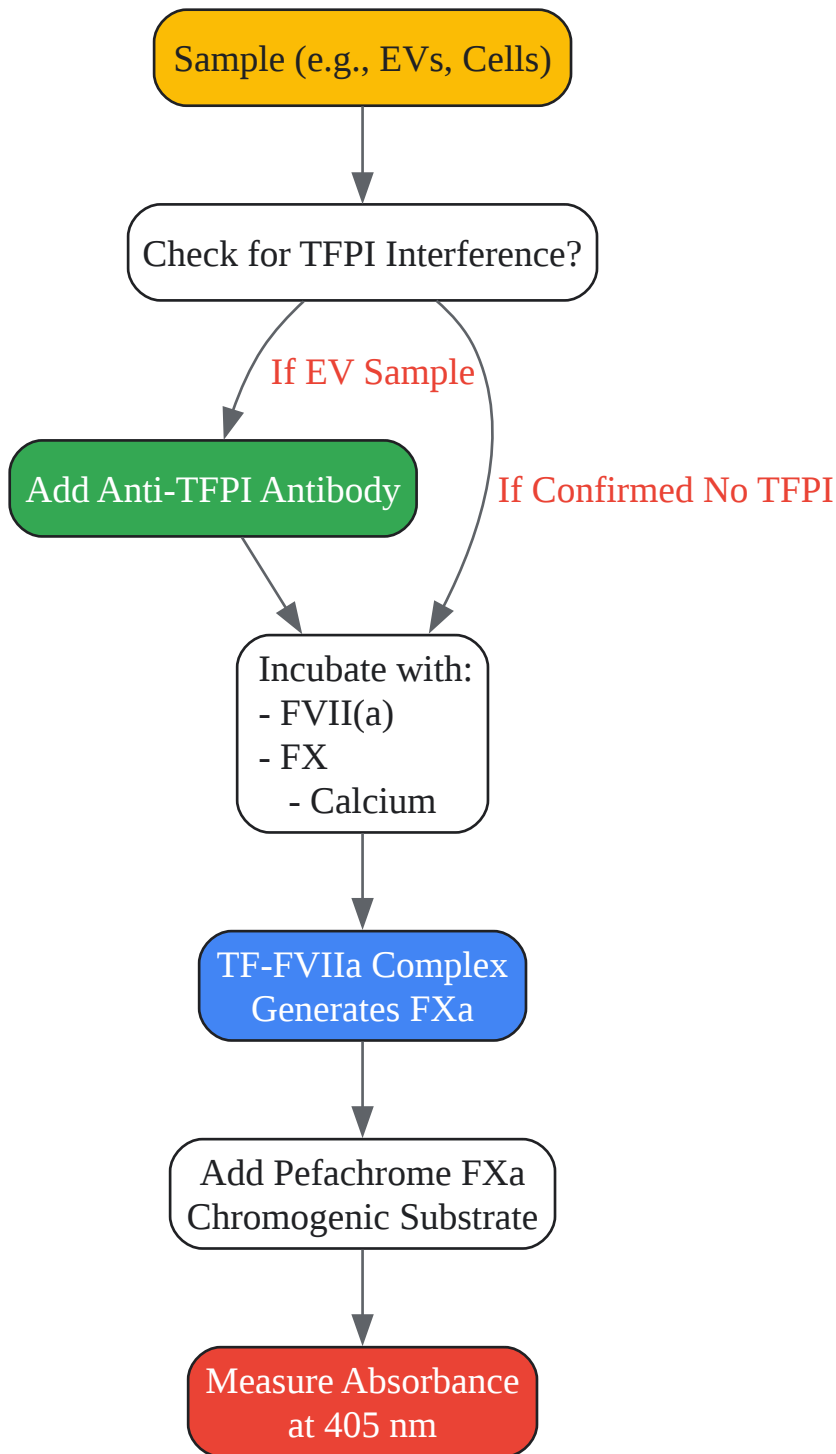 Sample (e.g., EVs, Cells)
Check for TFPI Interference?
If EV Sample
Add Anti-TFPI Antibody
If Confirmed No TFPI
Incubate with:
- FVII(a)
- FX
- Calcium
TF-FVIIa Complex
Generates FXa
Add Pefachrome FXa
Chromogenic Substrate
Measure Absorbance
at 405 nm